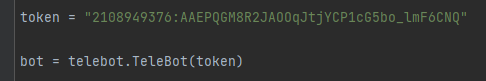 token = "2108949376:AAEPQGM8R2JAOOqJtjYCP1cG5bo_lmF6CNQ"
bot = telebot.TeleBot(token)